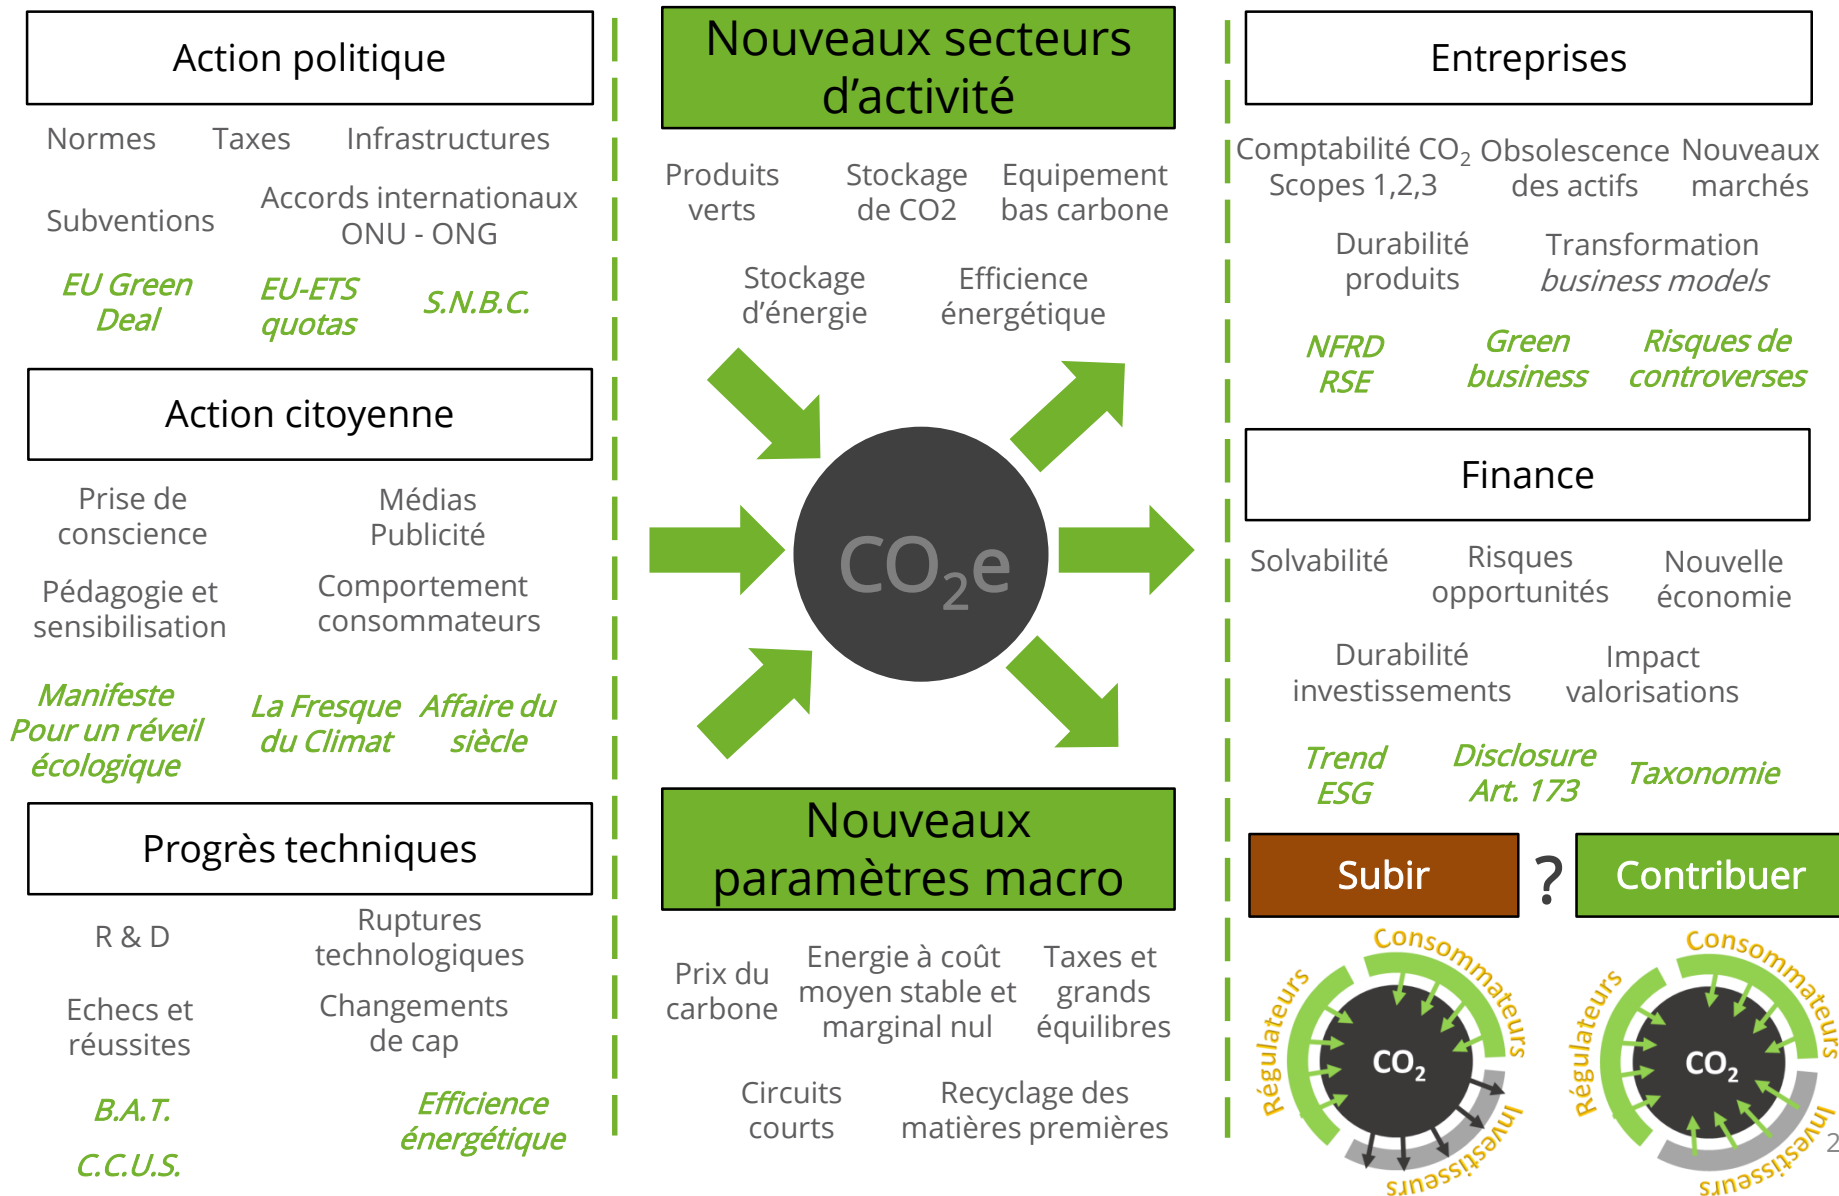 Action politique
Normes
Taxes
Infrastructures
Subventions
Accords internationaux
ONU - ONG
EU Green
Deal
EU-ETS
quotas
S.N.B.C.
Action citoyenne
Prise de
conscience
Médias
Publicité
Pédagogie et
sensibilisation
Comportement
consommateurs
Manifeste
Pour un réveil
écologique
La Fresque
du Climat
Affaire du
siècle
Progrès techniques
R & D
Ruptures
technologiques
Echecs et
réussites
Changements
de cap
B.A.T.
C.C.U.S.
Efficience
énergétique
Nouveaux secteurs
d’activité
Produits
verts
Stockage
de CO2
Equipement
bas carbone
Stockage
d’énergie
Efficience
énergétique
CO₂e
Nouveaux
paramètres macro
Prix du
carbone
Energie à coût
moyen stable et
marginal nul
Taxes et
grands
équilibres
Circuits
courts
Recyclage des
matières premières
Entreprises
Comptabilité CO₂
Scopes 1,2,3
Obsolescence
des actifs
Nouveaux
marchés
Durabilité
produits
Transformation
business models
NFRD
RSE
Green
business
Risques de
controverses
Finance
Solvabilité
Risques
opportunités
Nouvelle
économie
Durabilité
investissements
Impact
valorisations
Trend
ESG
Disclosure
Art. 173
Taxonomie
Subir
?
Contribuer
Régulateurs
Consommateurs
Investisseurs
CO₂
Régulateurs
Consommateurs
Investisseurs
CO₂
2